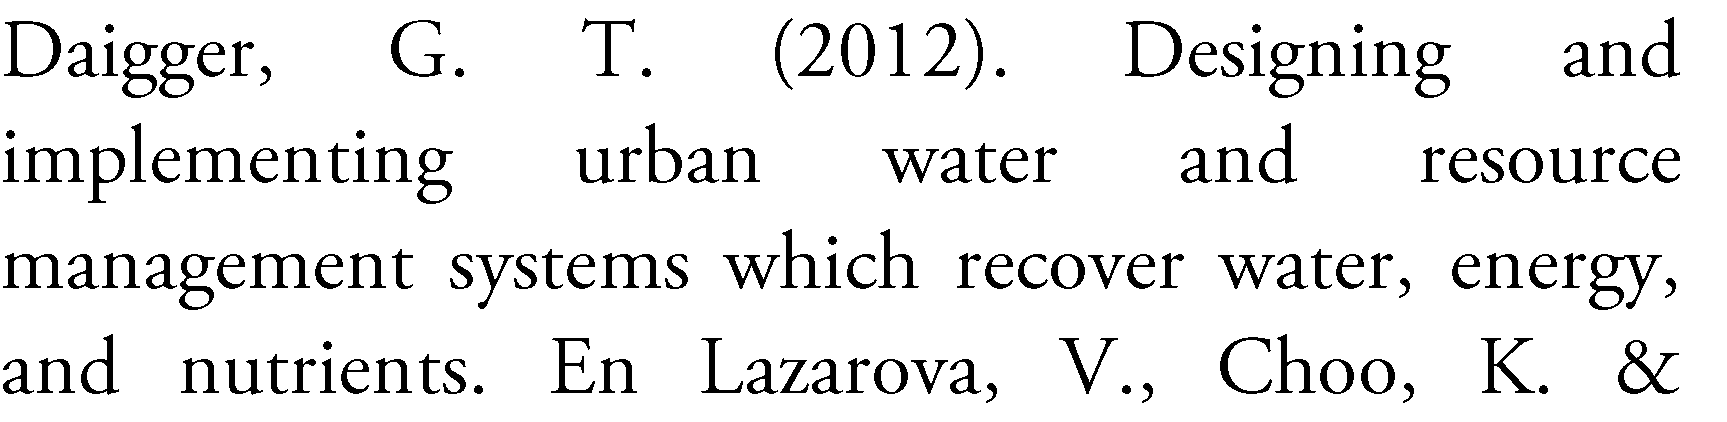 Daigger, G. T. (2012). Designing and
implementing urban water and resource
management systems which recover water, energy,
and nutrients. En Lazarova, V., Choo, K. &